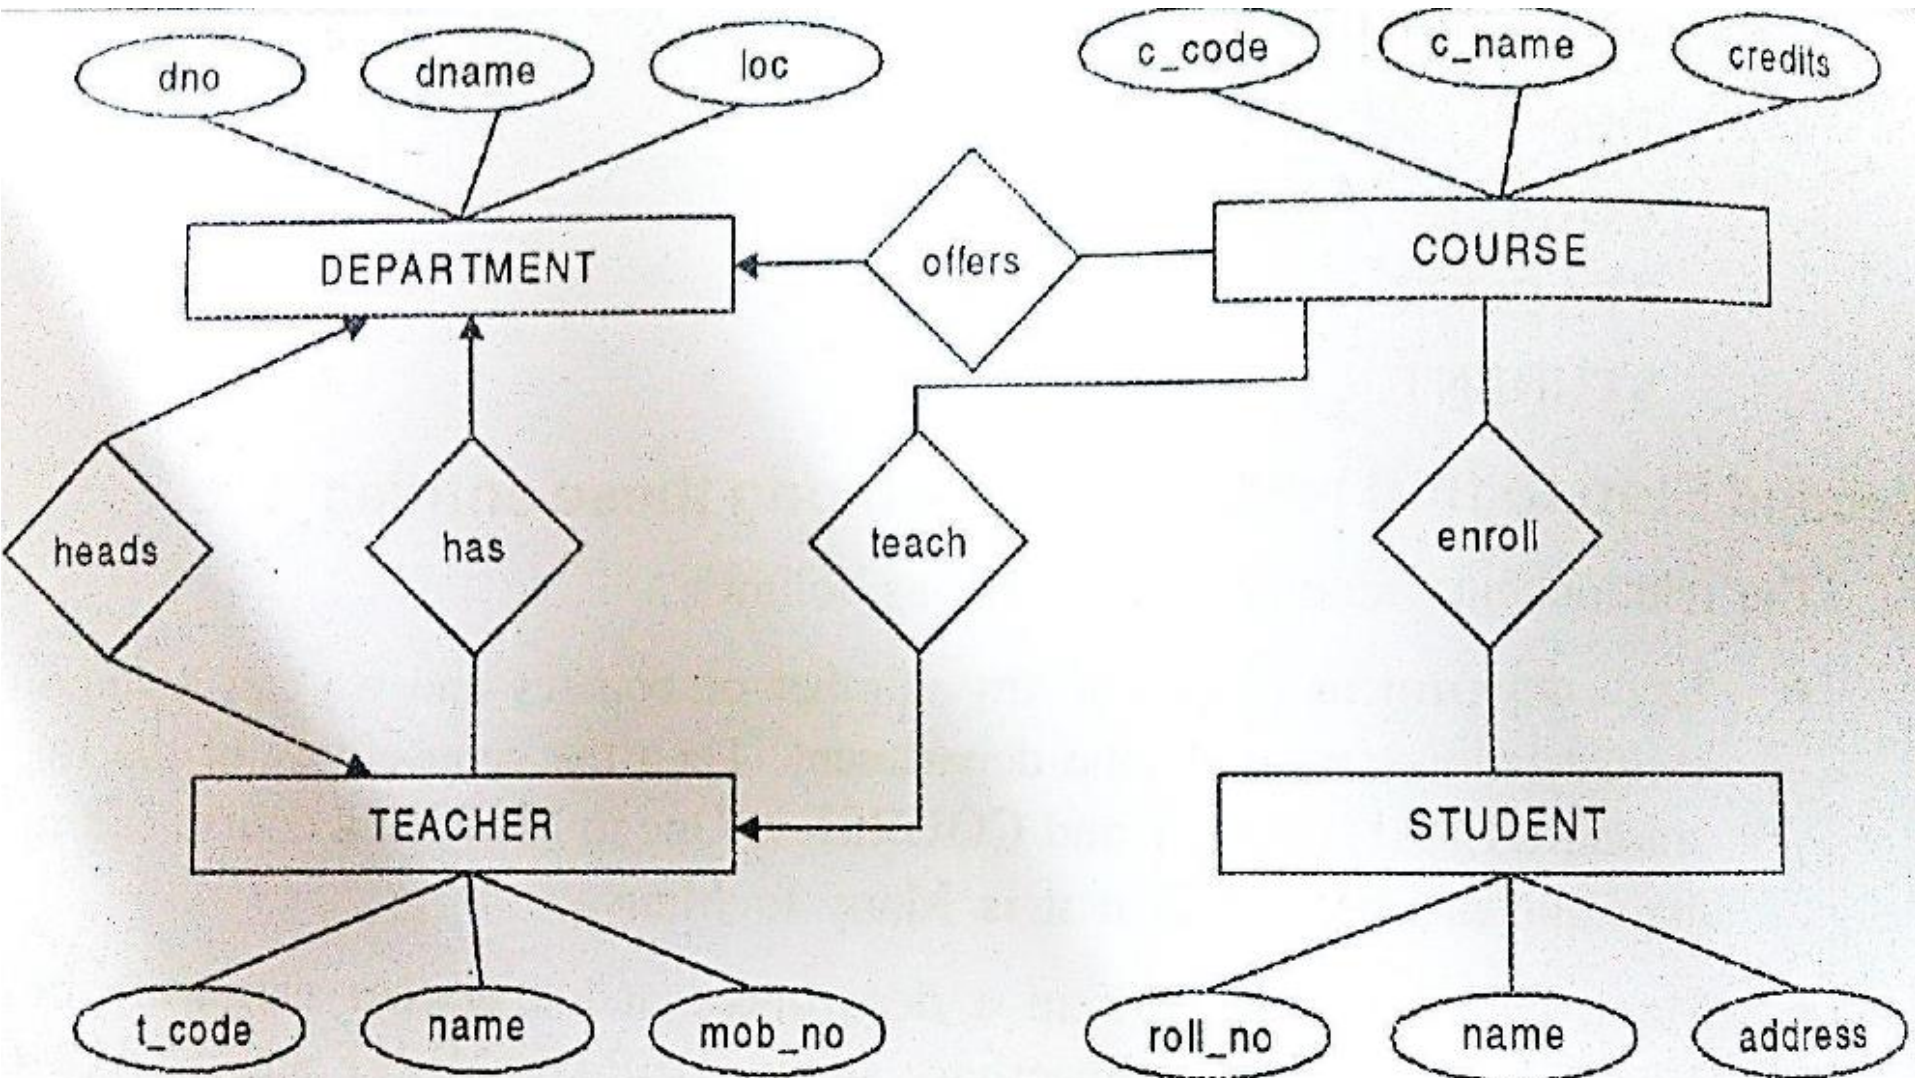 dno dname loc c_code c_name credits
DEPARTMENT offers COURSE
heads has teach enroll
TEACHER STUDENT
t_code name mob_no roll_no name address